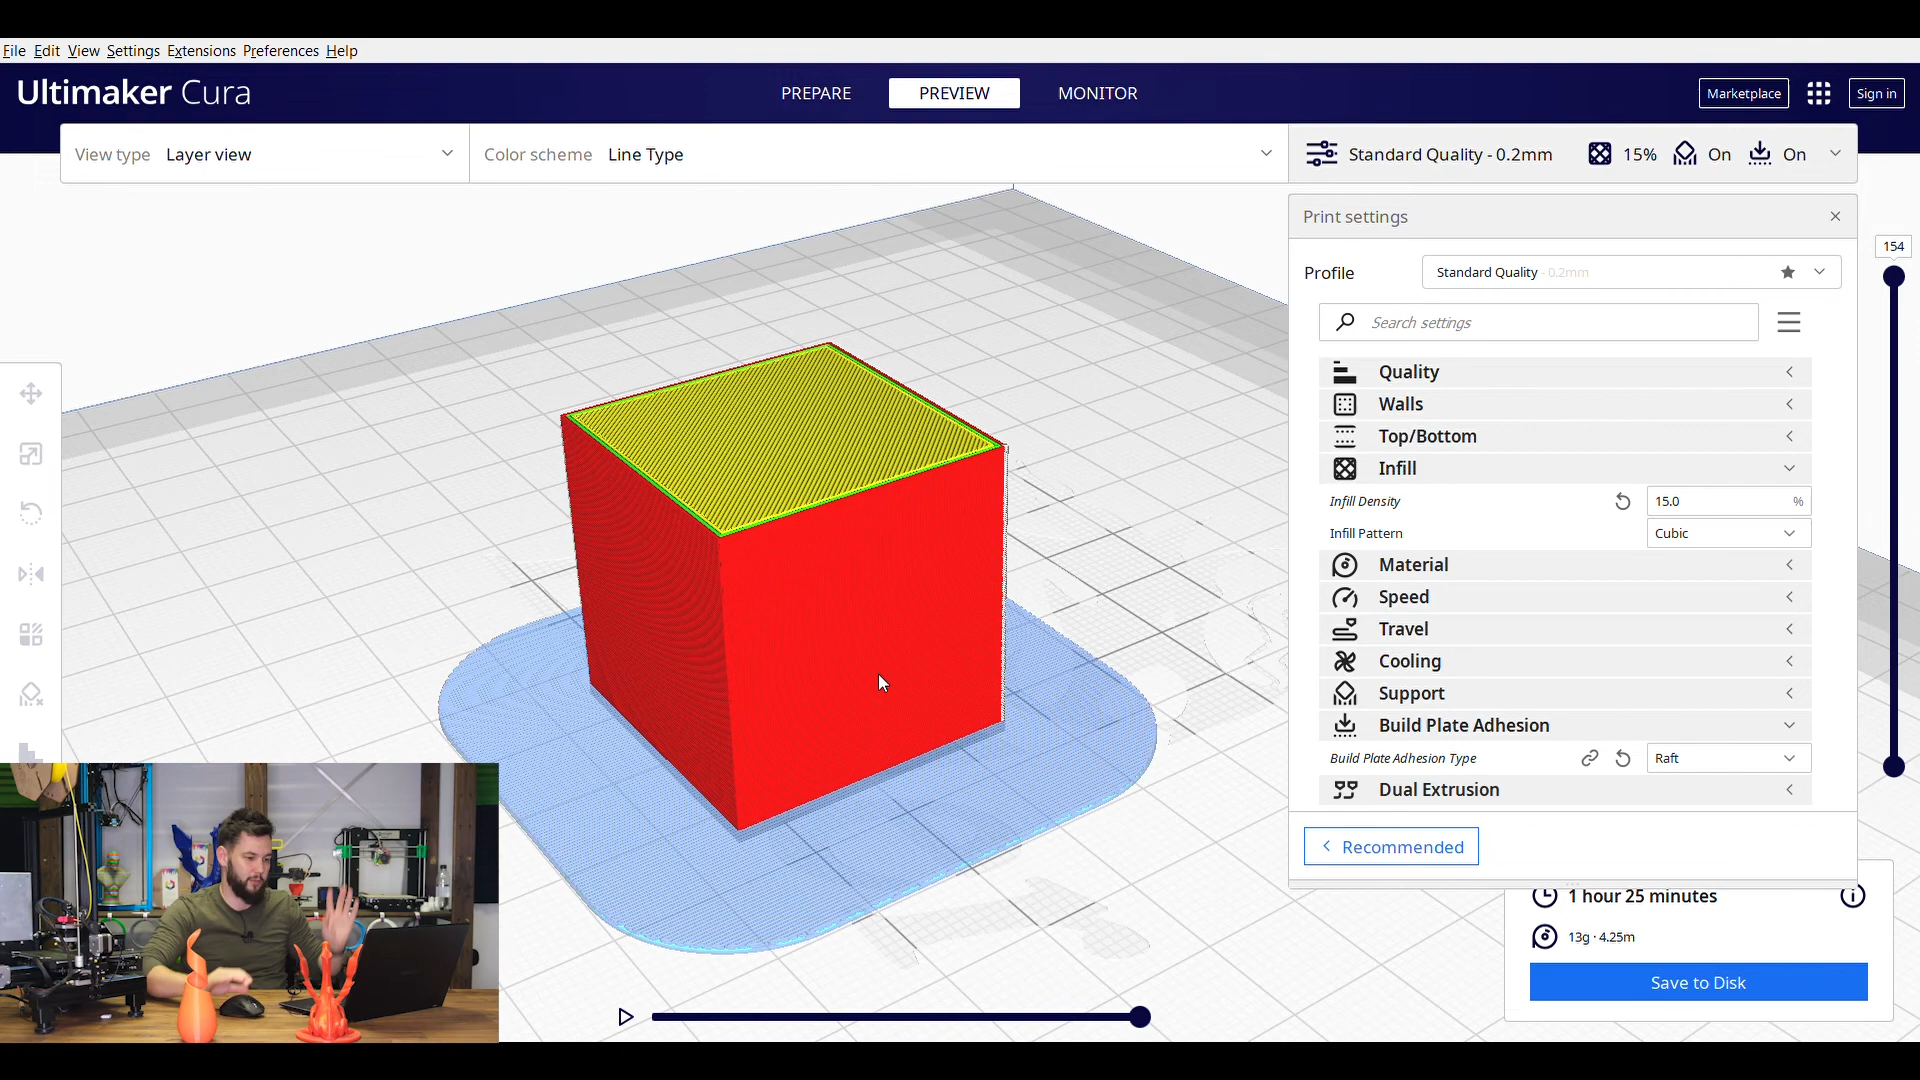 File Edit View Settings Extensions Preferences Help
Ultimaker Cura
PREPARE PREVIEW MONITOR
Marketplace Sign in
View type Layer view
Color scheme Line Type
Standard Quality - 0.2mm 15% On On
Print settings
154
Profile Standard Quality - 0.2mm
Search settings
Quality
Walls
Top/Bottom
Infill
Infill Density 15.0 %
Infill Pattern Cubic
Material
Speed
Travel
Cooling
Support
Build Plate Adhesion
Build Plate Adhesion Type Raft
Dual Extrusion
Recommended
1 hour 25 minutes
13g · 4.25m
Save to Disk